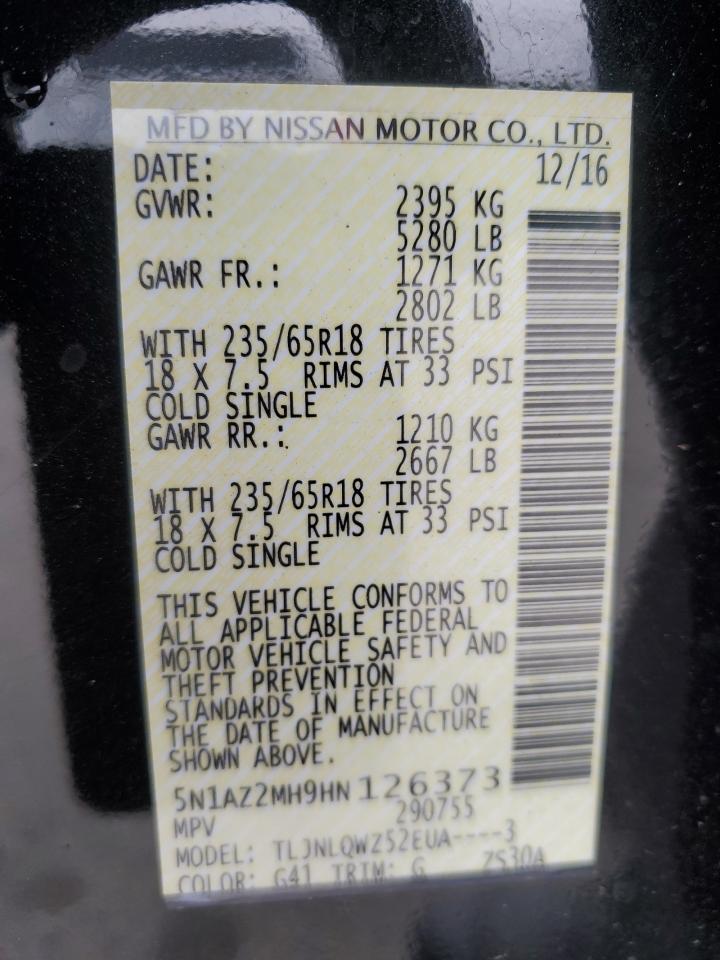 MFD BY NISSAN MOTOR CO., LTD.
DATE: 12/16
GVWR: 2395 KG
5280 LB
GAWR FR.: 1271 KG
2802 LB
WITH 235/65R18 TIRES
18 X 7.5 RIMS AT 33 PSI
COLD SINGLE
GAWR RR.: 1210 KG
2667 LB
WITH 235/65R18 TIRES
18 X 7.5 RIMS AT 33 PSI
COLD SINGLE
THIS VEHICLE CONFORMS TO
ALL APPLICABLE FEDERAL
MOTOR VEHICLE SAFETY AND
THEFT PREVENTION
STANDARDS IN EFFECT ON
THE DATE OF MANUFACTURE
SHOWN ABOVE.
5N1AZ2MH9HN126373
MPV 290755
MODEL: TLJNLQWZ52EUA----3
COLOR: G41 TRIM: G ZS30A